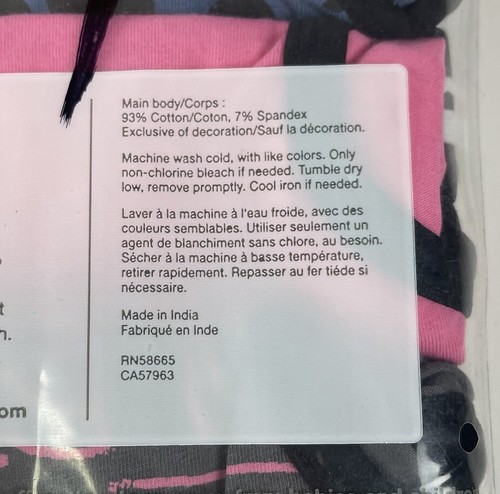 Main body/Corps :
93% Cotton/Coton, 7% Spandex
Exclusive of decoration/Sauf la décoration.
Machine wash cold, with like colors. Only
non-chlorine bleach if needed. Tumble dry
low, remove promptly. Cool iron if needed.
Laver à la machine à l'eau froide, avec des
couleurs semblables. Utiliser seulement un
agent de blanchiment sans chlore, au besoin.
Sécher à la machine à basse température,
retirer rapidement. Repasser au fer tiéde si
nécessaire.
Made in India
Fabriqué en Inde
RN58665
CA57963